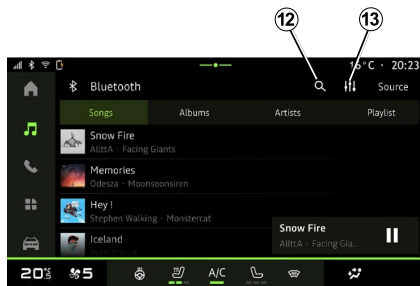 12 13
16°C · 20:23
Bluetooth Source
Songs Albums Artists Playlist
Snow Fire
AllttA · Facing Giants
Memories
Odesza · Moonsoonsiren
Hey !
Stephen Walking · Monstercat
Iceland
Snow Fire
AllttA · Facing Gia...
20 5 A/C